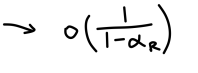 → o(1/(1-α_R))